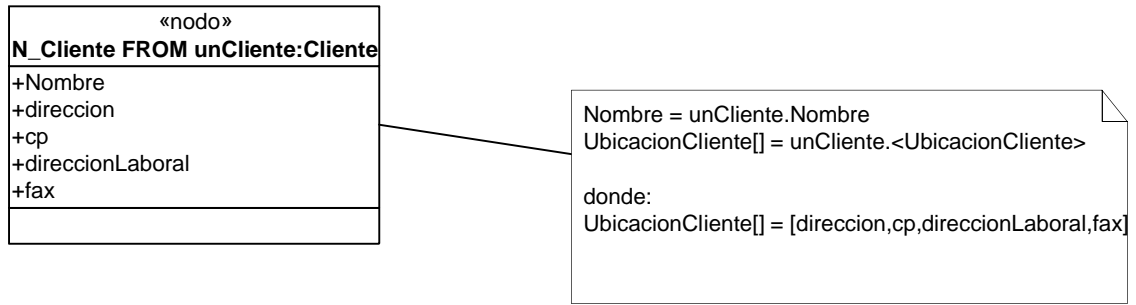 «nodo»
N_Cliente FROM unCliente:Cliente
+Nombre
+direccion
+cp
+direccionLaboral
+fax
Nombre = unCliente.Nombre
UbicacionCliente[] = unCliente.<UbicacionCliente>
donde:
UbicacionCliente[] = [direccion,cp,direccionLaboral,fax]